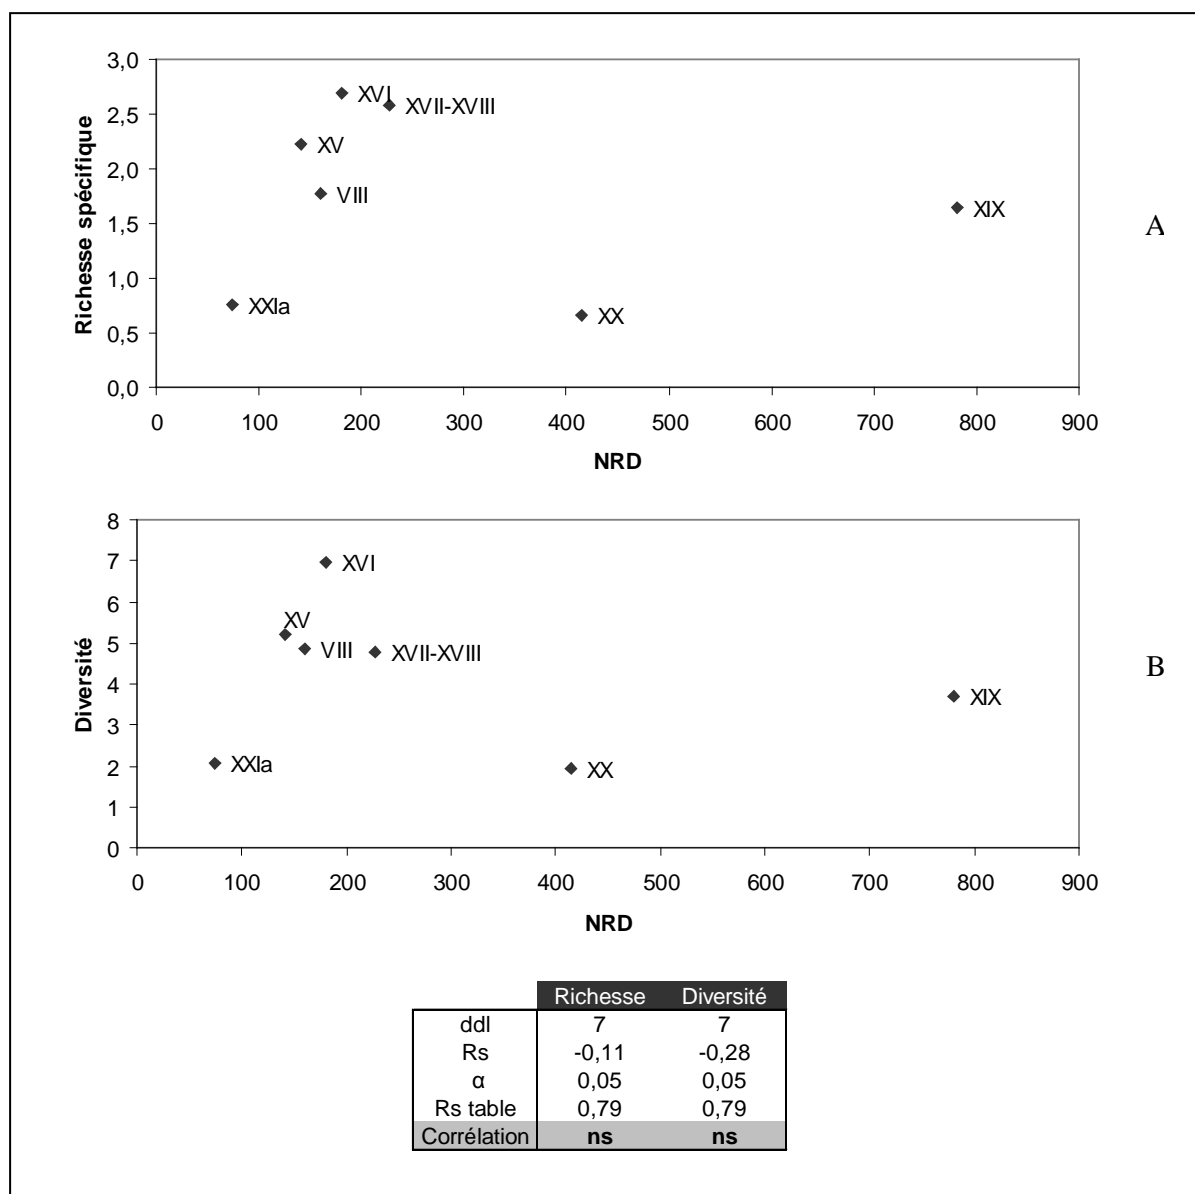 3,0
2,5
2,0
1,5
1,0
0,5
0,0
Richesse spécifique
XVI
XVII-XVIII
XV
VIII
XIX
XXIa
XX
A
0 100 200 300 400 500 600 700 800 900
NRD
8
7
6
5
4
3
2
1
0
Diversité
XVI
XV
VIII
XVII-XVIII
XIX
XXIa
XX
B
0 100 200 300 400 500 600 700 800 900
NRD
Richesse Diversité
ddl 7 7
Rs -0,11 -0,28
α 0,05 0,05
Rs table 0,79 0,79
Corrélation ns ns